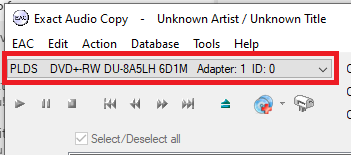 EAC Exact Audio Copy - Unknown Artist / Unknown Title
EAC Edit Action Database Tools Help
PLDS DVD+-RW DU-8A5LH 6D1M Adapter: 1 ID: 0
Select/Deselect all